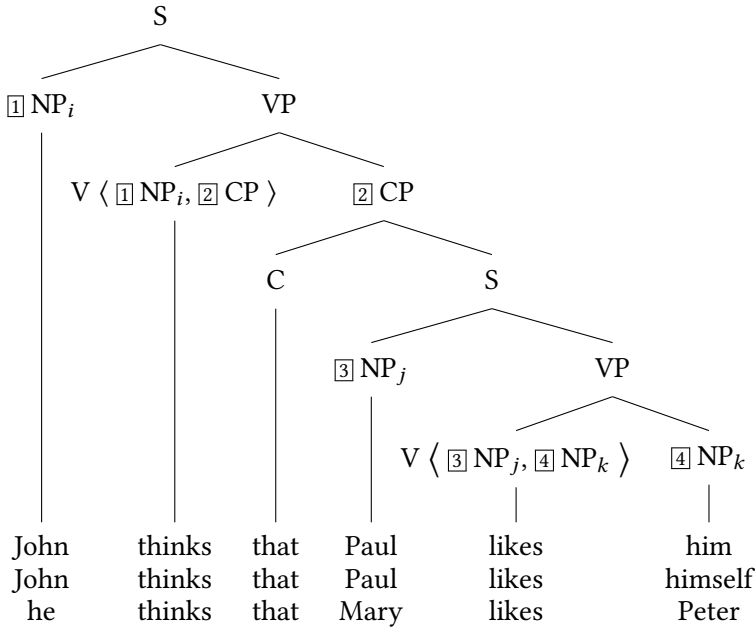 S
1 NPᵢ VP
V ⟨ 1 NPᵢ, 2 CP ⟩ 2 CP
C S
3 NPⱼ VP
V ⟨ 3 NPⱼ, 4 NPₖ ⟩ 4 NPₖ
John thinks that Paul likes him
John thinks that Paul likes himself
he thinks that Mary likes Peter